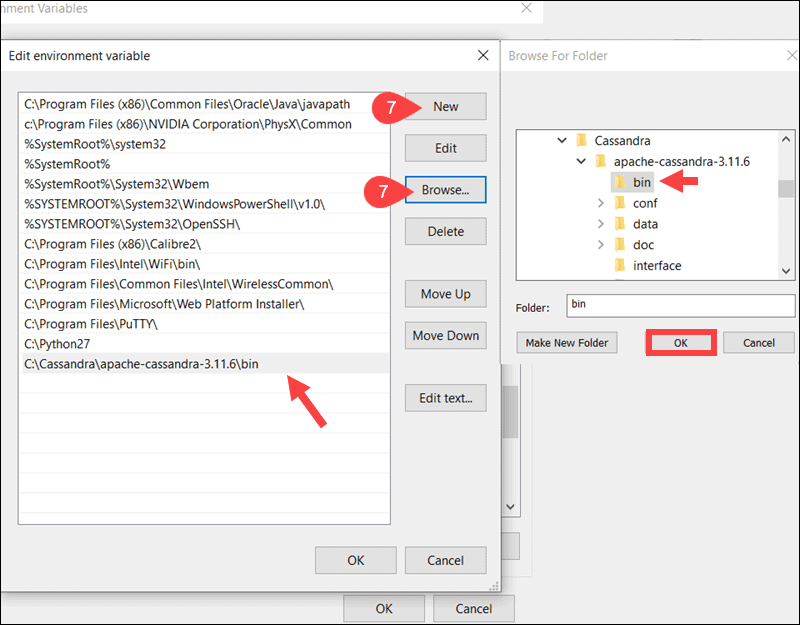 nment Variables
Edit environment variable
C:\Program Files (x86)\Common Files\Oracle\Java\javapath
c:\Program Files (x86)\NVIDIA Corporation\PhysX\Common
%SystemRoot%\system32
%SystemRoot%
%SystemRoot%\System32\Wbem
%SYSTEMROOT%\System32\WindowsPowerShell\v1.0\
%SYSTEMROOT%\System32\OpenSSH\
C:\Program Files (x86)\Calibre2\
C:\Program Files\Intel\WiFi\bin\
C:\Program Files\Common Files\Intel\WirelessCommon\
C:\Program Files\Microsoft\Web Platform Installer\
C:\Program Files\PuTTY\
C:\Python27
C:\Cassandra\apache-cassandra-3.11.6\bin
7
New
Edit
7
Browse...
Delete
Move Up
Move Down
Edit text...
OK
Cancel
Browse For Folder
Cassandra
apache-cassandra-3.11.6
bin
conf
data
doc
interface
Folder:
bin
Make New Folder
OK
Cancel
OK
Cancel